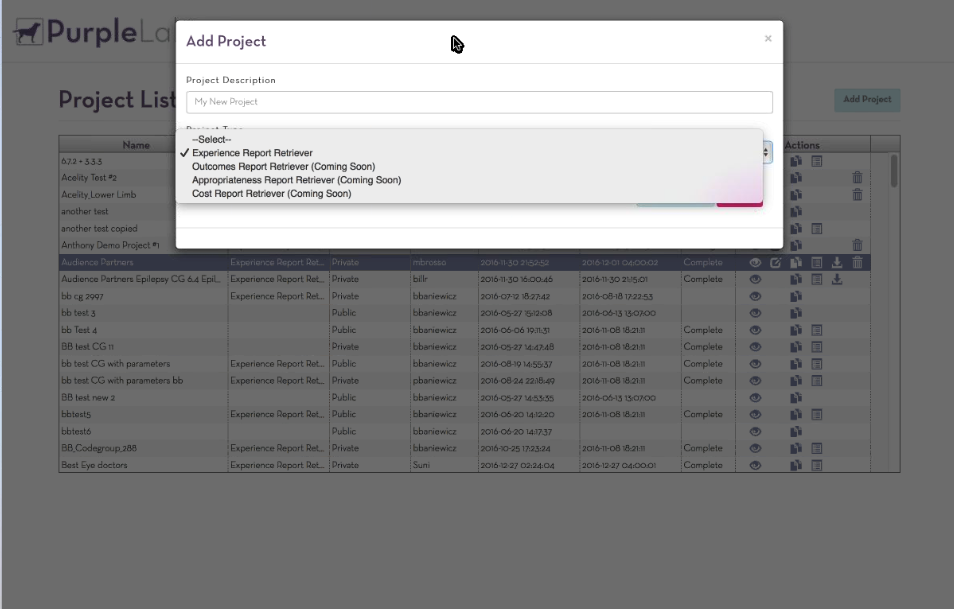 PurpleLa
Add Project
×
Project Description
My New Project
Project Type
--Select--
✓ Experience Report Retriever
Outcomes Report Retriever (Coming Soon)
Appropriateness Report Retriever (Coming Soon)
Cost Report Retriever (Coming Soon)
Project List
Add Project
Name Actions
6.7.2 + 3.3.3
Acelity Test #2
Acelity_Lower Limb
another test
another test copied
Anthony Demo Project #1
Audience Partners Experience Report Ret... Private mbrosso 2016-11-30 21:52:52 2016-12-01 04:00:02 Complete
Audience Partners Epilepsy CG 6.4 Epil... Experience Report Ret... Private billr 2016-11-30 16:00:46 2016-11-30 21:15:01 Complete
bb cg 2997 Experience Report Ret... Private bbaniewicz 2016-07-12 18:27:42 2016-08-18 17:22:53
bb test 3 Public bbaniewicz 2016-05-27 15:12:08 2016-06-13 13:07:00
bb Test 4 Public bbaniewicz 2016-06-06 19:11:31 2016-11-08 18:21:11 Complete
BB test CG 11 Private bbaniewicz 2016-05-27 14:47:48 2016-11-08 18:21:11 Complete
bb test CG with parameters Experience Report Ret... Public bbaniewicz 2016-08-19 14:55:37 2016-11-08 18:21:11 Complete
bb test CG with parameters bb Experience Report Ret... Private pbaniewicz 2016-08-24 22:18:49 2016-11-08 18:21:11 Complete
BB test new 2 Public bbaniewicz 2016-05-27 14:53:35 2016-06-13 13:07:00
bbtest5 Experience Report Ret... Public bbaniewicz 2016-06-20 14:12:20 2016-11-08 18:21:11 Complete
bbtest6 Public bbaniewicz 2016-06-20 14:17:37
BB_Codegroup_288 Experience Report Ret... Private bbaniewicz 2016-10-25 17:23:24 2016-11-08 18:21:11 Complete
Best Eye doctors Experience Report Ret... Private Suni 2016-12-27 02:24:04 2016-12-27 04:00:01 Complete